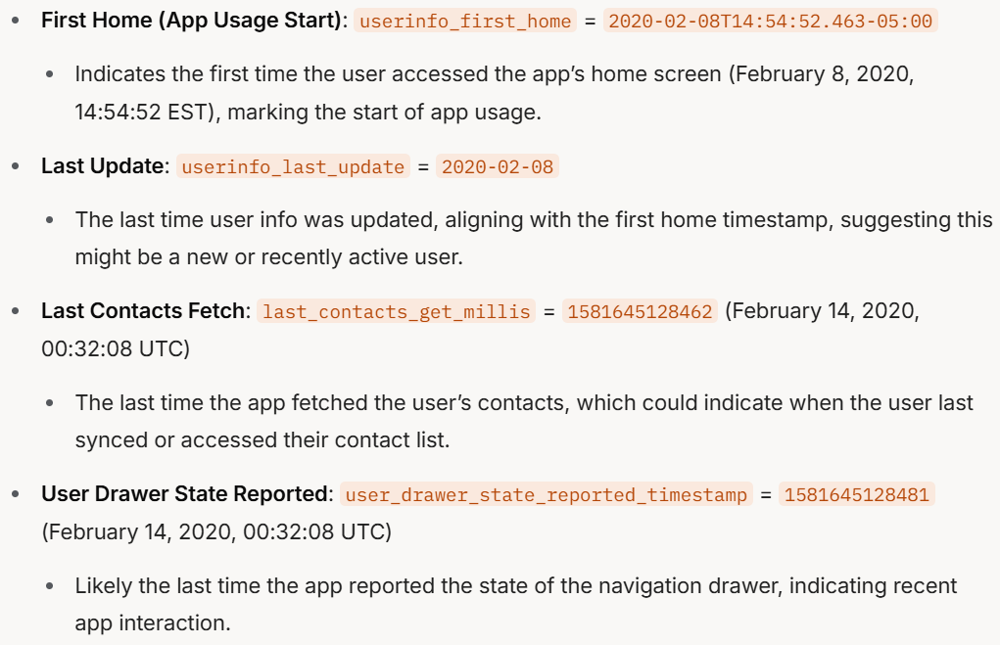 First Home (App Usage Start): userinfo_first_home = 2020-02-08T14:54:52.463-05:00
Indicates the first time the user accessed the app’s home screen (February 8, 2020,
14:54:52 EST), marking the start of app usage.
Last Update: userinfo_last_update = 2020-02-08
The last time user info was updated, aligning with the first home timestamp, suggesting this
might be a new or recently active user.
Last Contacts Fetch: last_contacts_get_millis = 1581645128462 (February 14, 2020,
00:32:08 UTC)
The last time the app fetched the user’s contacts, which could indicate when the user last
synced or accessed their contact list.
User Drawer State Reported: user_drawer_state_reported_timestamp = 1581645128481
(February 14, 2020, 00:32:08 UTC)
Likely the last time the app reported the state of the navigation drawer, indicating recent
app interaction.